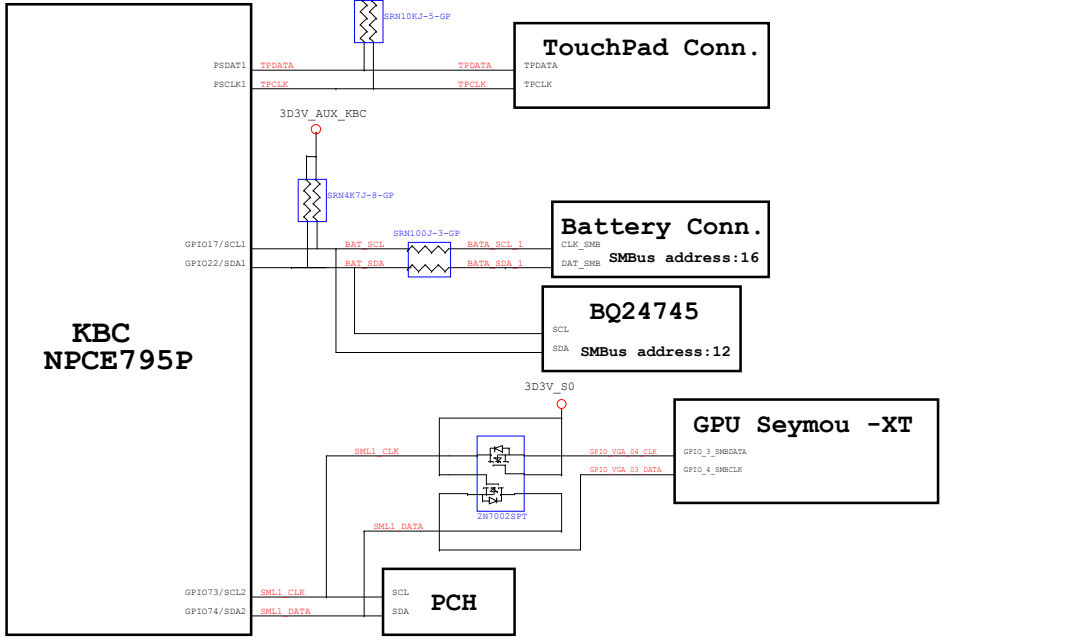 SRN10KJ-5-GP
TouchPad Conn.
PSDAT1 TPDATA TPDATA TPDATA
PSCLK1 TPCLK TPCLK TPCLK
3D3V_AUX_KBC
SRN4K7J-8-GP
Battery Conn.
SRN100J-3-GP
GPIO17/SCL1 BAT_SCL BATA_SCL_1 CLK_SMB
SMBus address:16
GPIO22/SDA1 BAT_SDA BATA_SDA_1 DAT_SMB
BQ24745
SCL
SDA SMBus address:12
KBC
NPCE795P
3D3V_S0
GPU Seymou -XT
SML1_CLK GPIO_VGA_04_CLK GPIO_3_SMBDATA
GPIO_VGA_03_DATA GPIO_4_SMBCLK
2N7002SPT
SML1_DATA
GPIO73/SCL2 SML1_CLK SCL
PCH
GPIO74/SDA2 SML1_DATA SDA